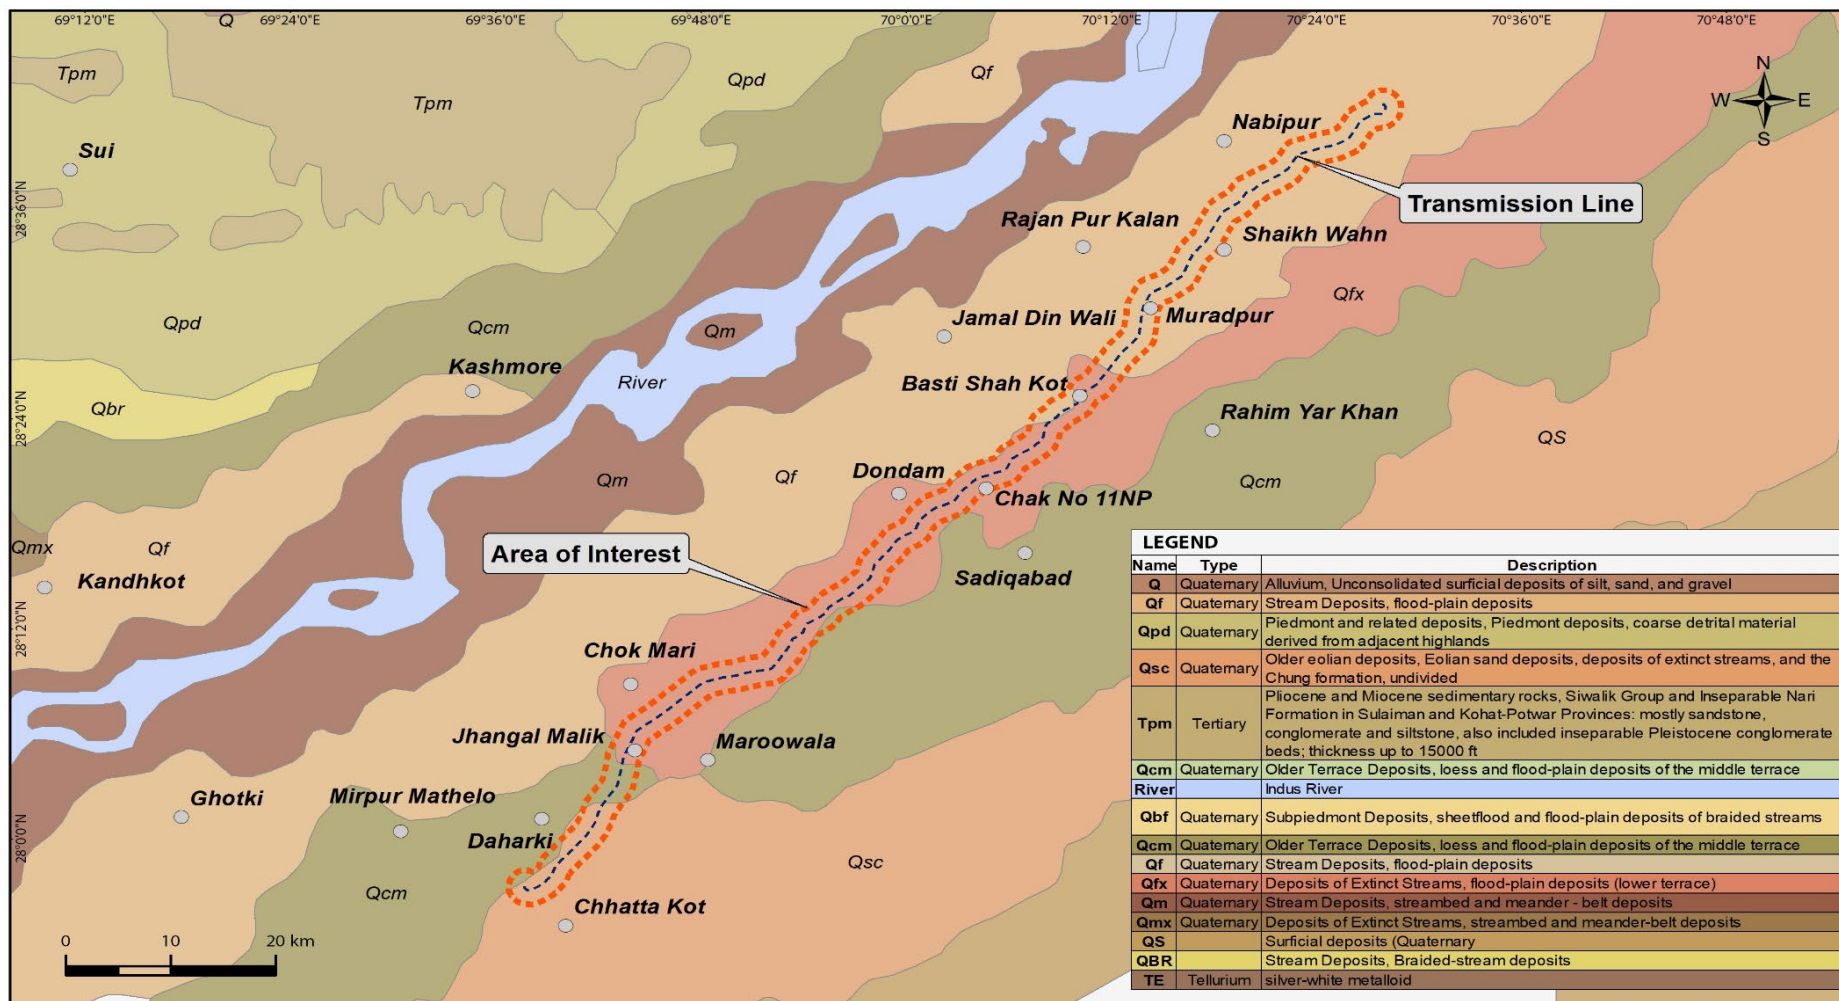 69°12'0"E 69°24'0"E 69°36'0"E 69°48'0"E 70°0'0"E 70°12'0"E 70°24'0"E 70°36'0"E 70°48'0"E
Q
Tpm
Tpm
Qpd
Qf
N
W E
S
Nabipur
Sui
28°36'0"N
Transmission Line
Rajan Pur Kalan
Shaikh Wahn
Qfx
Qpd
Qcm
Qm
Jamal Din Wali
Muradpur
Kashmore
River
Basti Shah Kot
Qbr
28°24'0"N
Rahim Yar Khan
QS
Dondam
Qm
Qf
Qcm
Chak No 11NP
Qmx
Qf
Area of Interest
Kandhkot
Sadiqabad
28°12'0"N
Chok Mari
Jhangal Malik
Maroowala
Ghotki
Mirpur Mathelo
28°0'0"N
Daharki
Qsc
Qcm
Chhatta Kot
0 10 20 km
LEGEND
Name Type Description
Q Quaternary Alluvium, Unconsolidated surficial deposits of silt, sand, and gravel
Qf Quaternary Stream Deposits, flood-plain deposits
Qpd Quaternary Piedmont and related deposits, Piedmont deposits, coarse detrital material
derived from adjacent highlands
Qsc Quaternary Older eolian deposits, Eolian sand deposits, deposits of extinct streams, and the
Chung formation, undivided
Tpm Tertiary Pliocene and Miocene sedimentary rocks, Siwalik Group and Inseparable Nari
Formation in Sulaiman and Kohat-Potwar Provinces: mostly sandstone,
conglomerate and siltstone, also included inseparable Pleistocene conglomerate
beds; thickness up to 15000 ft
Qcm Quaternary Older Terrace Deposits, loess and flood-plain deposits of the middle terrace
River Indus River
Qbf Quaternary Subpiedmont Deposits, sheetflood and flood-plain deposits of braided streams
Qcm Quaternary Older Terrace Deposits, loess and flood-plain deposits of the middle terrace
Qf Quaternary Stream Deposits, flood-plain deposits
Qfx Quaternary Deposits of Extinct Streams, flood-plain deposits (lower terrace)
Qm Quaternary Stream Deposits, streambed and meander - belt deposits
Qmx Quaternary Deposits of Extinct Streams, streambed and meander-belt deposits
QS Surficial deposits (Quaternary
QBR Stream Deposits, Braided-stream deposits
TE Tellurium silver-white metalloid